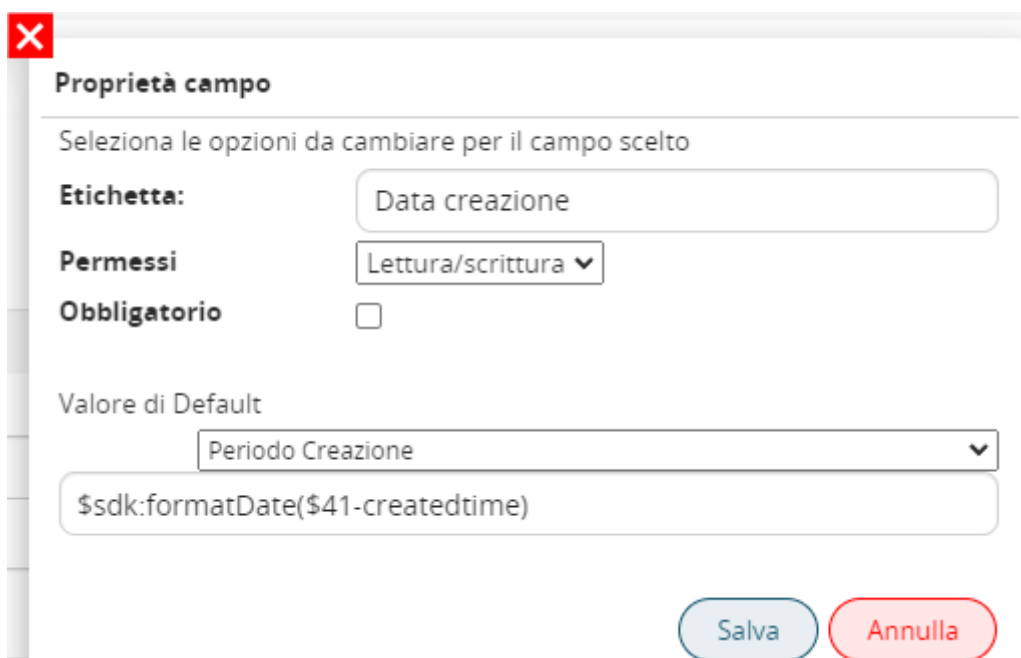 Proprietà campo
Seleziona le opzioni da cambiare per il campo scelto
Etichetta: Data creazione
Permessi Lettura/scrittura
Obbligatorio
Valore di Default
Periodo Creazione
$sdk:formatDate($41-createdtime)
Salva Annulla